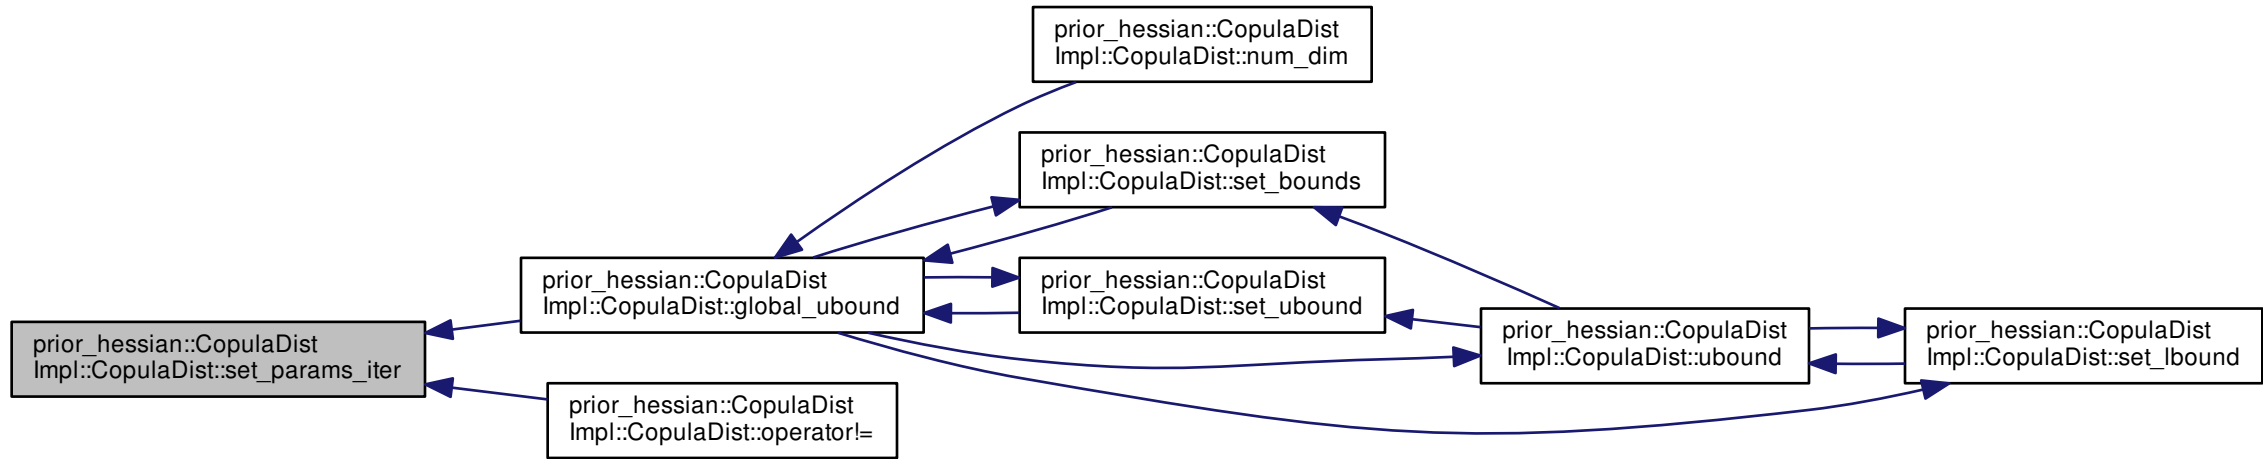 prior_hessian::CopulaDist
Impl::CopulaDist::num_dim
prior_hessian::CopulaDist
Impl::CopulaDist::set_bounds
prior_hessian::CopulaDist
Impl::CopulaDist::global_ubound
prior_hessian::CopulaDist
Impl::CopulaDist::set_ubound
prior_hessian::CopulaDist
Impl::CopulaDist::ubound
prior_hessian::CopulaDist
Impl::CopulaDist::set_lbound
prior_hessian::CopulaDist
Impl::CopulaDist::set_params_iter
prior_hessian::CopulaDist
Impl::CopulaDist::operator!=